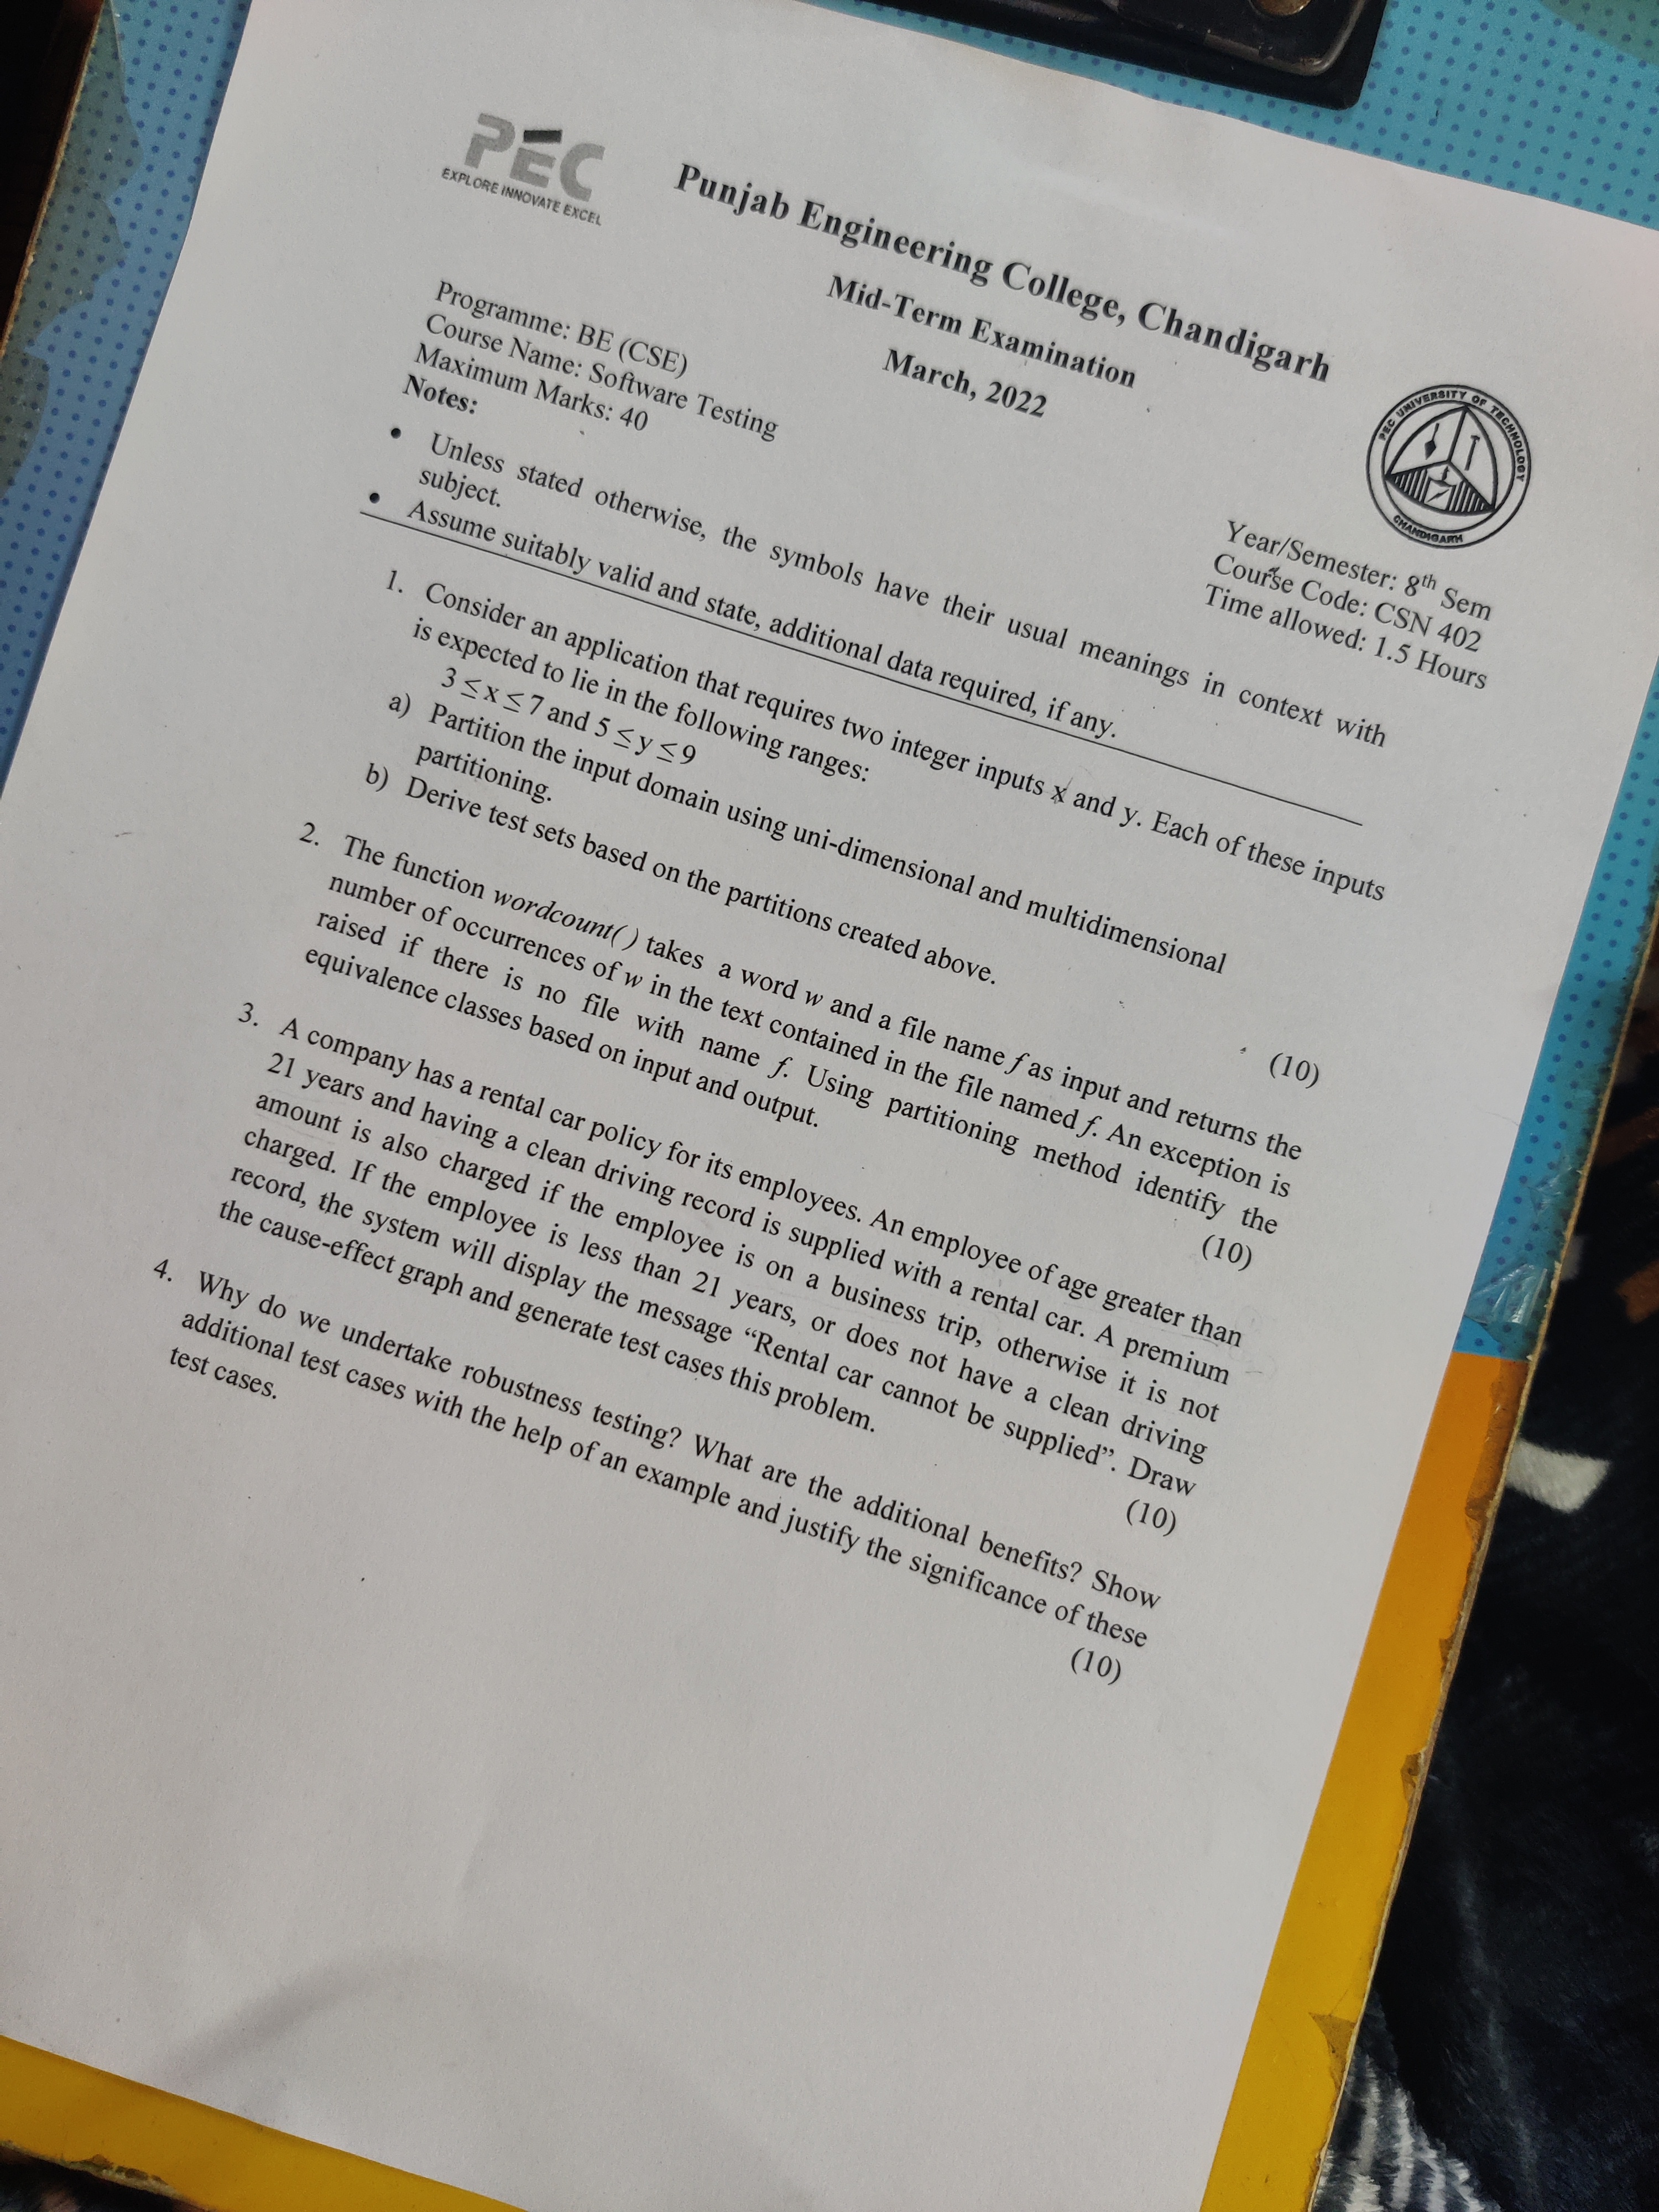 PEC
EXPLORE INNOVATE EXCEL
Punjab Engineering College, Chandigarh
Mid-Term Examination
March, 2022
PEC UNIVERSITY OF TECHNOLOGY
CHANDIGARH
Programme: BE (CSE)
Course Name: Software Testing
Maximum Marks: 40
Year/Semester: 8th Sem
Course Code: CSN 402
Time allowed: 1.5 Hours
Notes:
• Unless stated otherwise, the symbols have their usual meanings in context with
subject.
• Assume suitably valid and state, additional data required, if any.
1. Consider an application that requires two integer inputs x and y. Each of these inputs
is expected to lie in the following ranges:
3 ≤ x ≤ 7 and 5 ≤ y ≤ 9
a) Partition the input domain using uni-dimensional and multidimensional
partitioning.
b) Derive test sets based on the partitions created above.
(10)
2. The function wordcount( ) takes a word w and a file name f as input and returns the
number of occurrences of w in the text contained in the file named f. An exception is
raised if there is no file with name f. Using partitioning method identify the
equivalence classes based on input and output.
(10)
3. A company has a rental car policy for its employees. An employee of age greater than
21 years and having a clean driving record is supplied with a rental car. A premium
amount is also charged if the employee is on a business trip, otherwise it is not
charged. If the employee is less than 21 years, or does not have a clean driving
record, the system will display the message “Rental car cannot be supplied”. Draw
the cause-effect graph and generate test cases this problem.
(10)
4. Why do we undertake robustness testing? What are the additional benefits? Show
additional test cases with the help of an example and justify the significance of these
test cases.
(10)